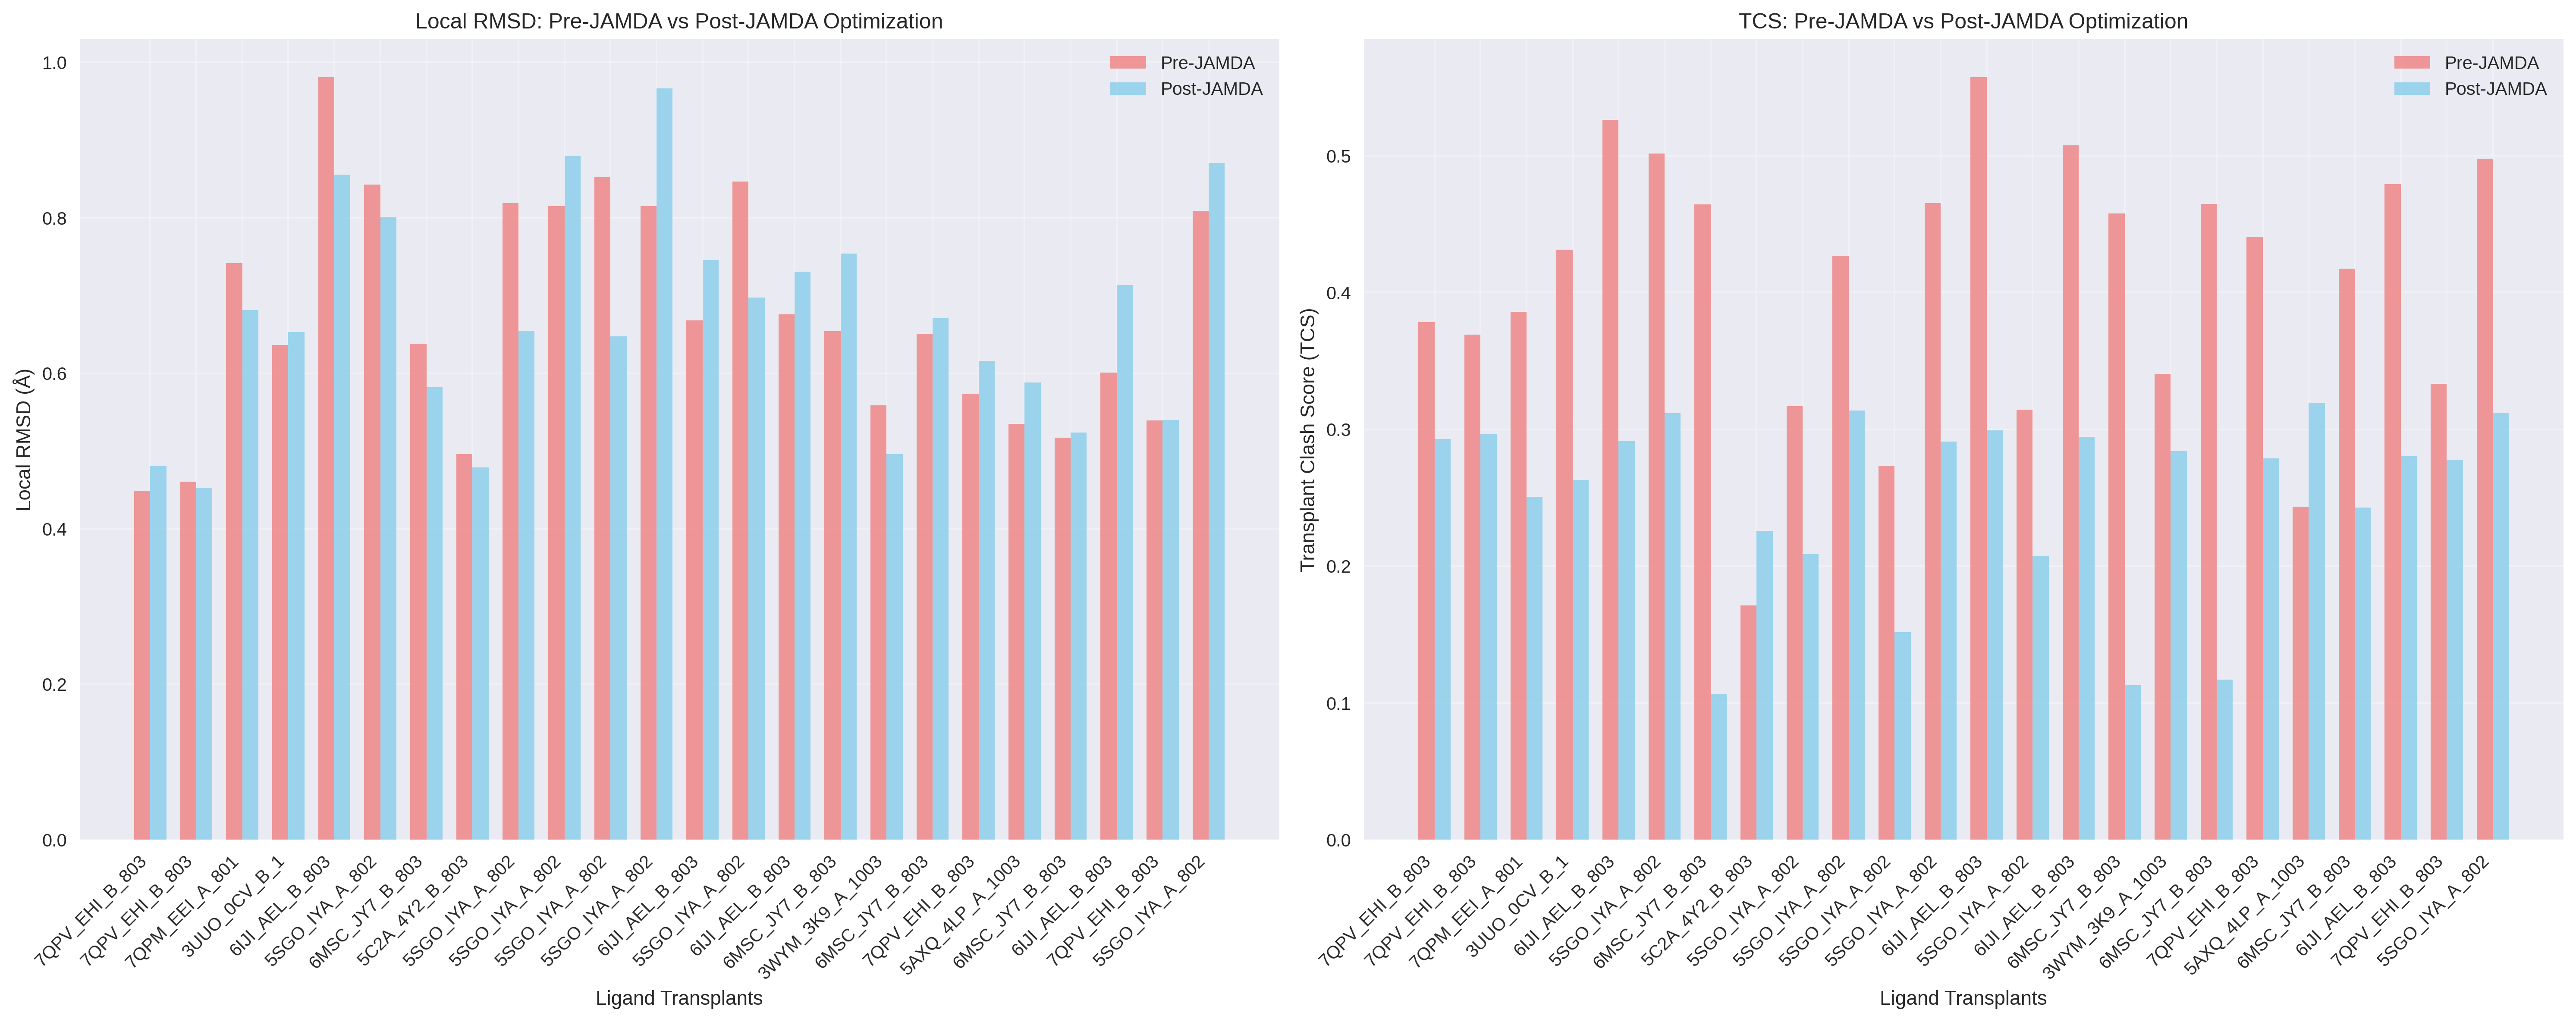 Local RMSD: Pre-JAMDA vs Post-JAMDA Optimization
Pre-JAMDA
Post-JAMDA
Local RMSD (Å)
1.0
0.8
0.6
0.4
0.2
0.0
7QPV_EHI_B_803
7QPV_EHI_B_803
7QPM_EEI_A_801
3UUO_0CV_B_1
6IJI_AEL_B_803
5SGO_IYA_A_802
6MSC_JY7_B_803
5C2A_4Y2_B_803
5SGO_IYA_A_802
5SGO_IYA_A_802
5SGO_IYA_A_802
5SGO_IYA_A_802
6IJI_AEL_B_803
5SGO_IYA_A_802
6IJI_AEL_B_803
6MSC_JY7_B_803
3WYM_3K9_A_1003
6MSC_JY7_B_803
7QPV_EHI_B_803
5AXQ_4LP_A_1003
6MSC_JY7_B_803
6IJI_AEL_B_803
7QPV_EHI_B_803
5SGO_IYA_A_802
Ligand Transplants
TCS: Pre-JAMDA vs Post-JAMDA Optimization
Pre-JAMDA
Post-JAMDA
Transplant Clash Score (TCS)
0.5
0.4
0.3
0.2
0.1
0.0
7QPV_EHI_B_803
7QPV_EHI_B_803
7QPM_EEI_A_801
3UUO_0CV_B_1
6IJI_AEL_B_803
5SGO_IYA_A_802
6MSC_JY7_B_803
5C2A_4Y2_B_803
5SGO_IYA_A_802
5SGO_IYA_A_802
5SGO_IYA_A_802
5SGO_IYA_A_802
6IJI_AEL_B_803
5SGO_IYA_A_802
6IJI_AEL_B_803
6MSC_JY7_B_803
3WYM_3K9_A_1003
6MSC_JY7_B_803
7QPV_EHI_B_803
5AXQ_4LP_A_1003
6MSC_JY7_B_803
6IJI_AEL_B_803
7QPV_EHI_B_803
5SGO_IYA_A_802
Ligand Transplants